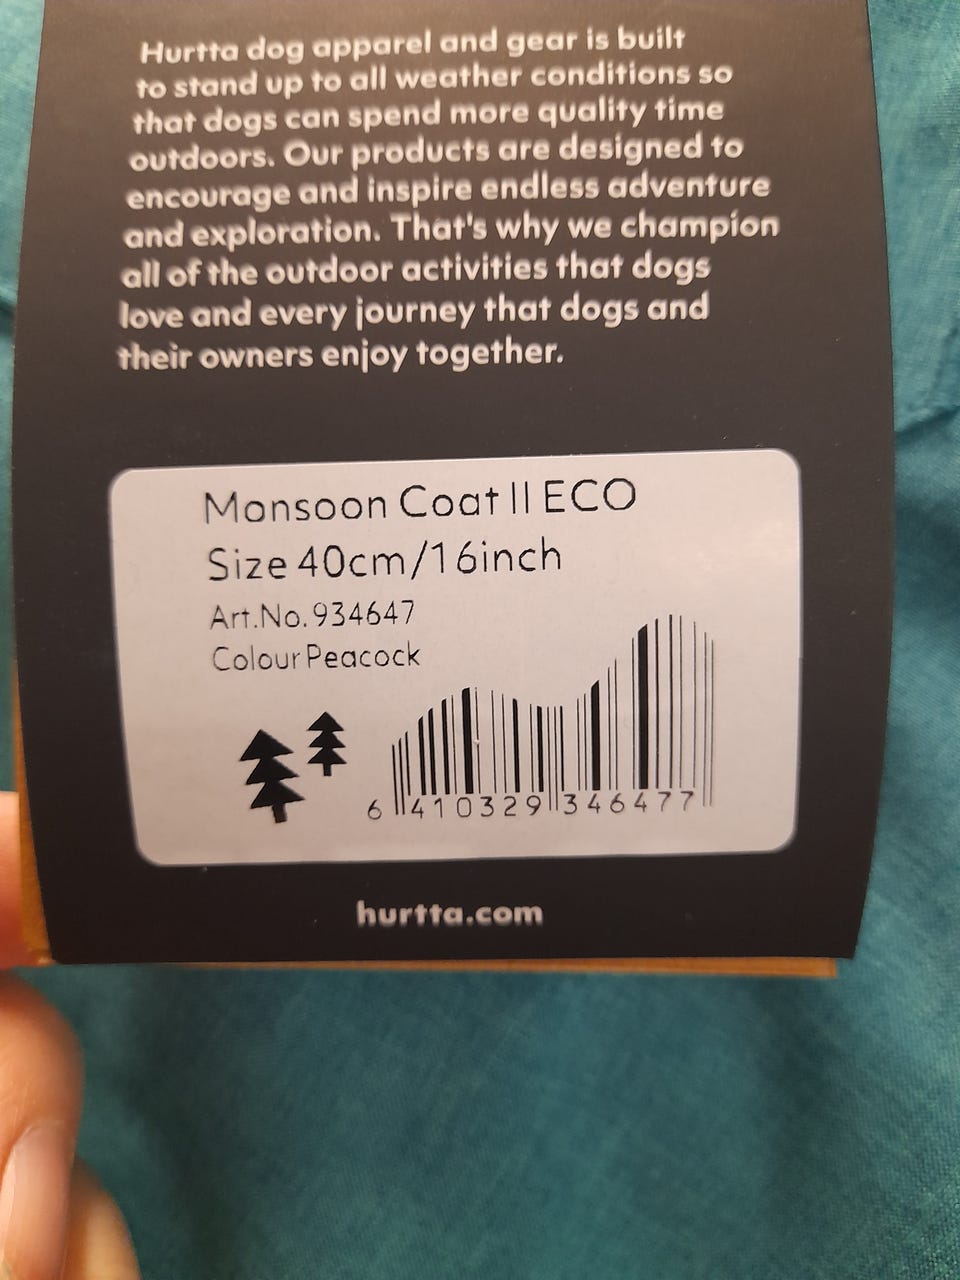 Hurtta dog apparel and gear is built
to stand up to all weather conditions so
that dogs can spend more quality time
outdoors. Our products are designed to
encourage and inspire endless adventure
and exploration. That's why we champion
all of the outdoor activities that dogs
love and every journey that dogs and
their owners enjoy together.
Monsoon Coat II ECO
Size 40cm/16inch
Art.No. 934647
Colour Peacock
6 410329 346477
hurtta.com